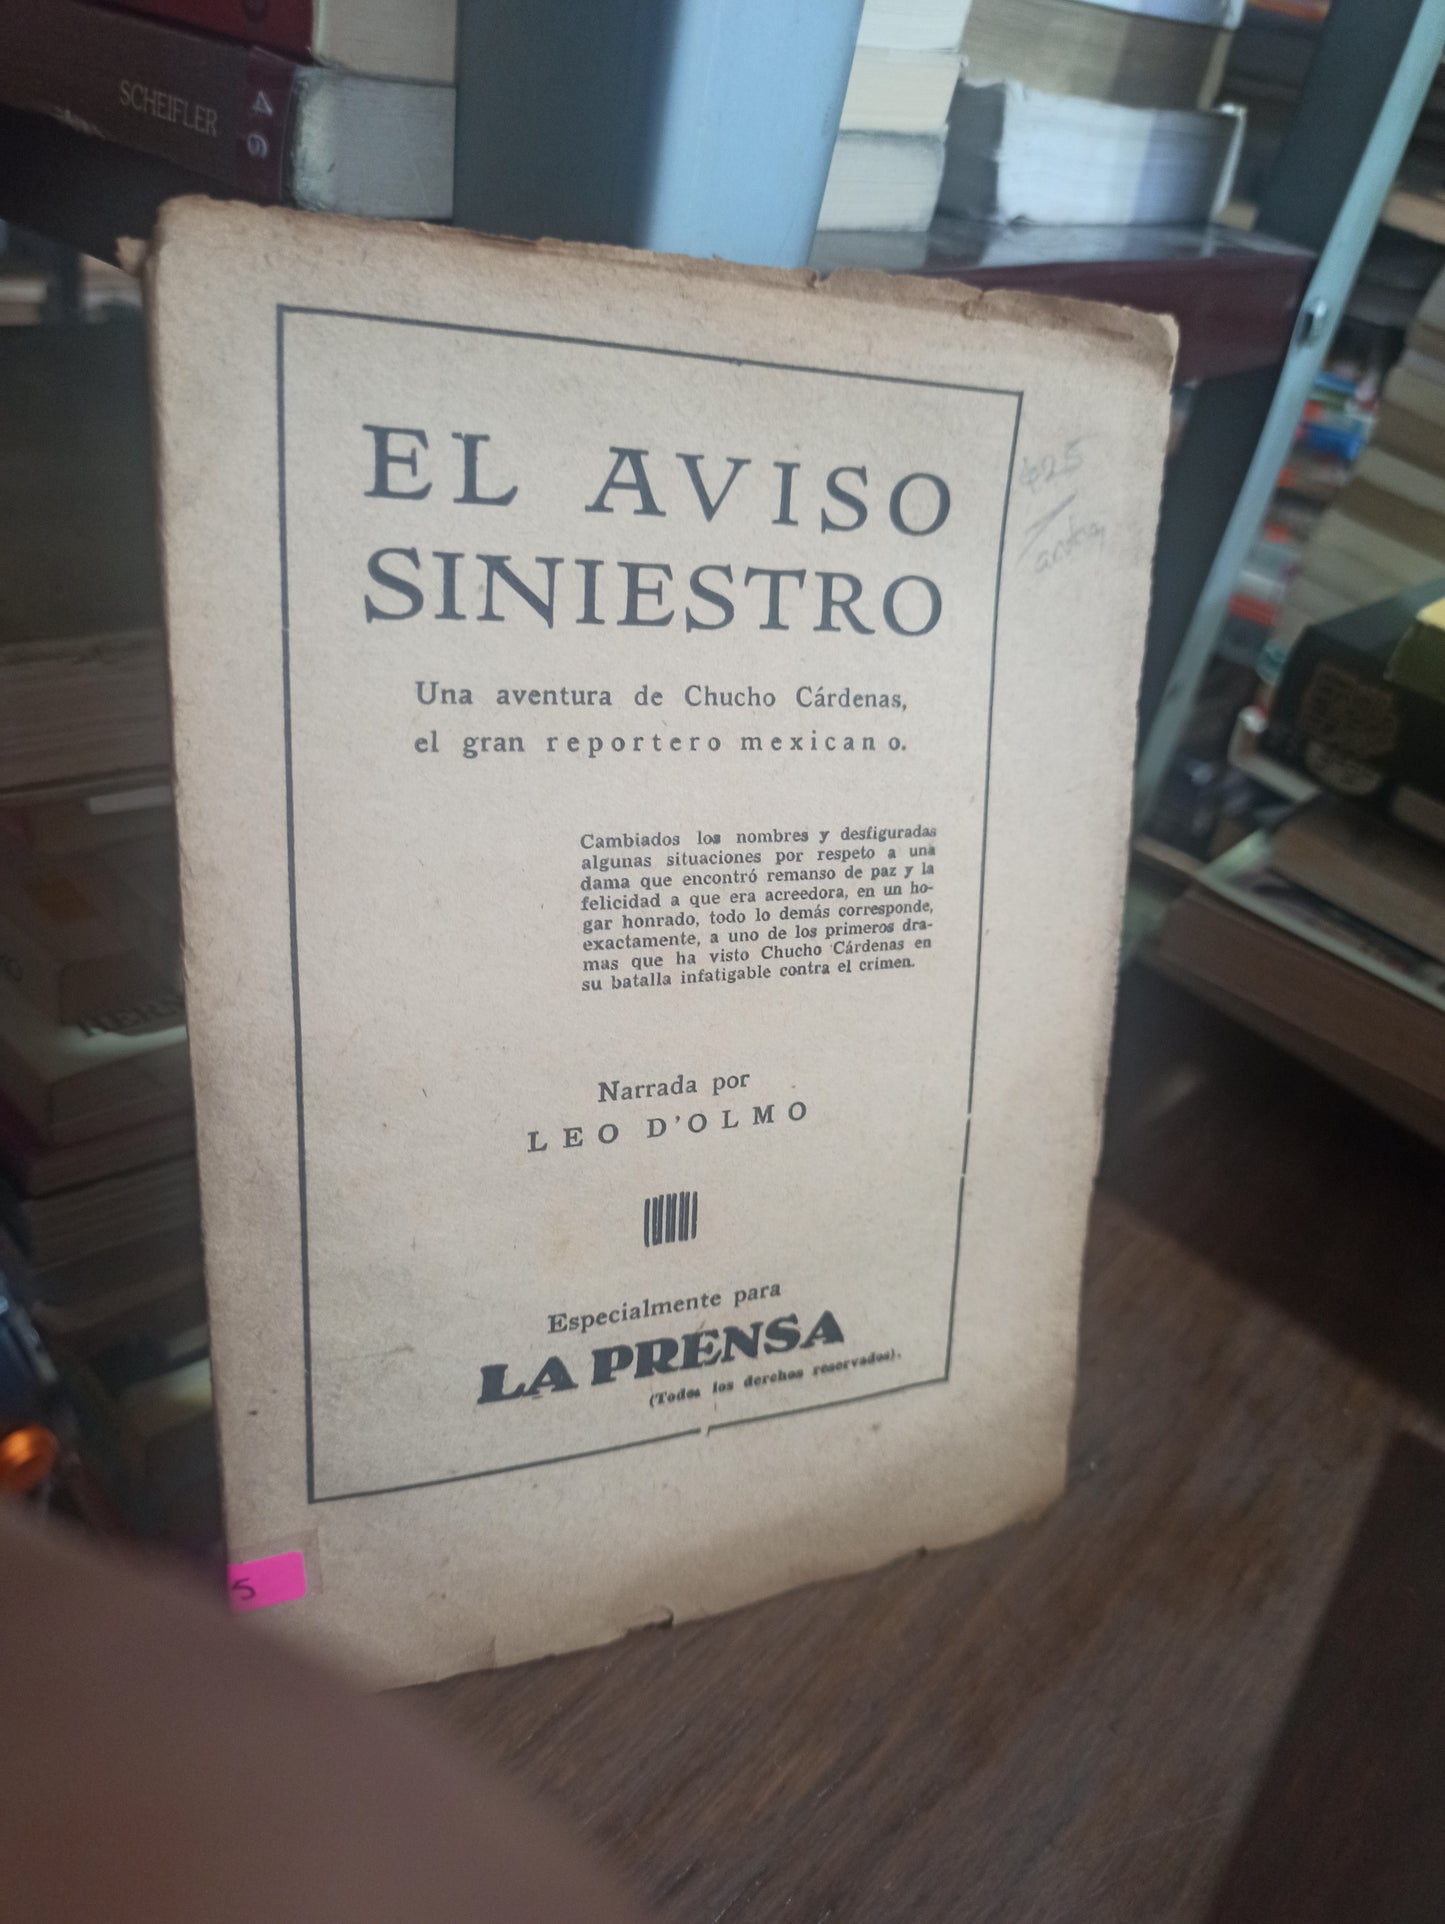 SCHEIFLER
EL AVISO
SINIESTRO
Una aventura de Chucho Cárdenas,
el gran reportero mexicano.
Cambiados los nombres y desfiguradas
algunas situaciones por respeto a una
dama que encontró remanso de paz y la
felicidad a que era acreedora, en un ho-
gar honrado, todo lo demás corresponde,
exactamente, a uno de los primeros dra-
mas que ha visto Chucho Cárdenas en
su batalla infatigable contra el crimen.
Narrada por
LEO D'OLMO
Especialmente para
LA PRENSA
(Todos los derechos reservados).
5